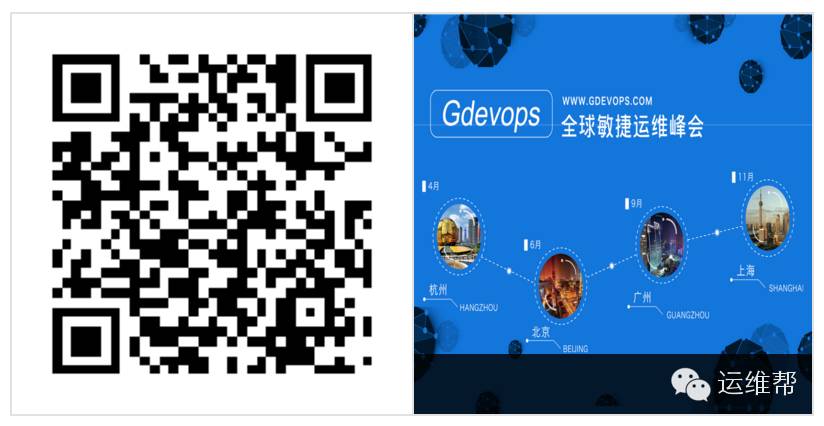 Gdevops
WWW.GDEVOPS.COM
全球敏捷运维峰会
4月
6月
9月
11月
杭州
HANGZHOU
北京
BEIJING
广州
GUANGZHOU
上海
SHANGHAI
运维帮